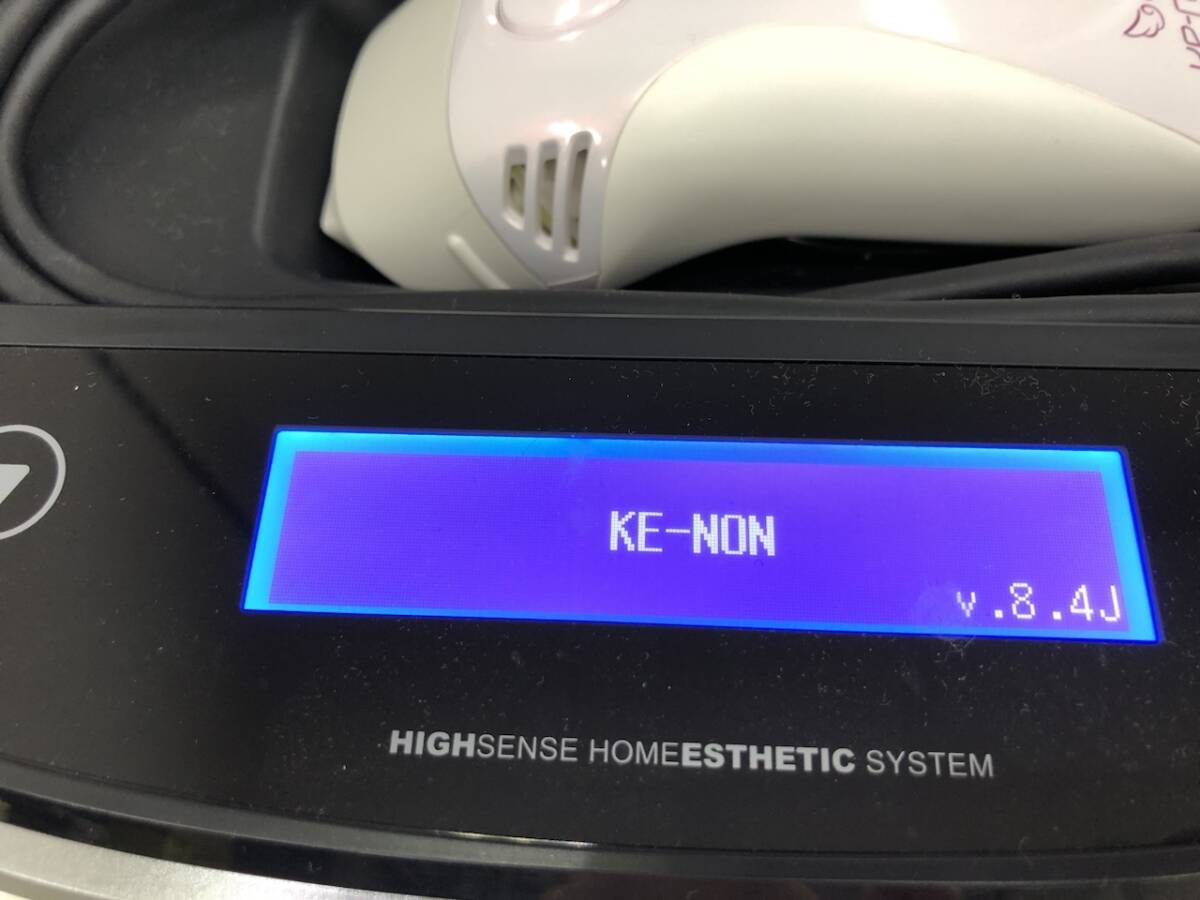 KE-NON
v.8.4J
HIGHSENSE HOMEESTHETIC SYSTEM